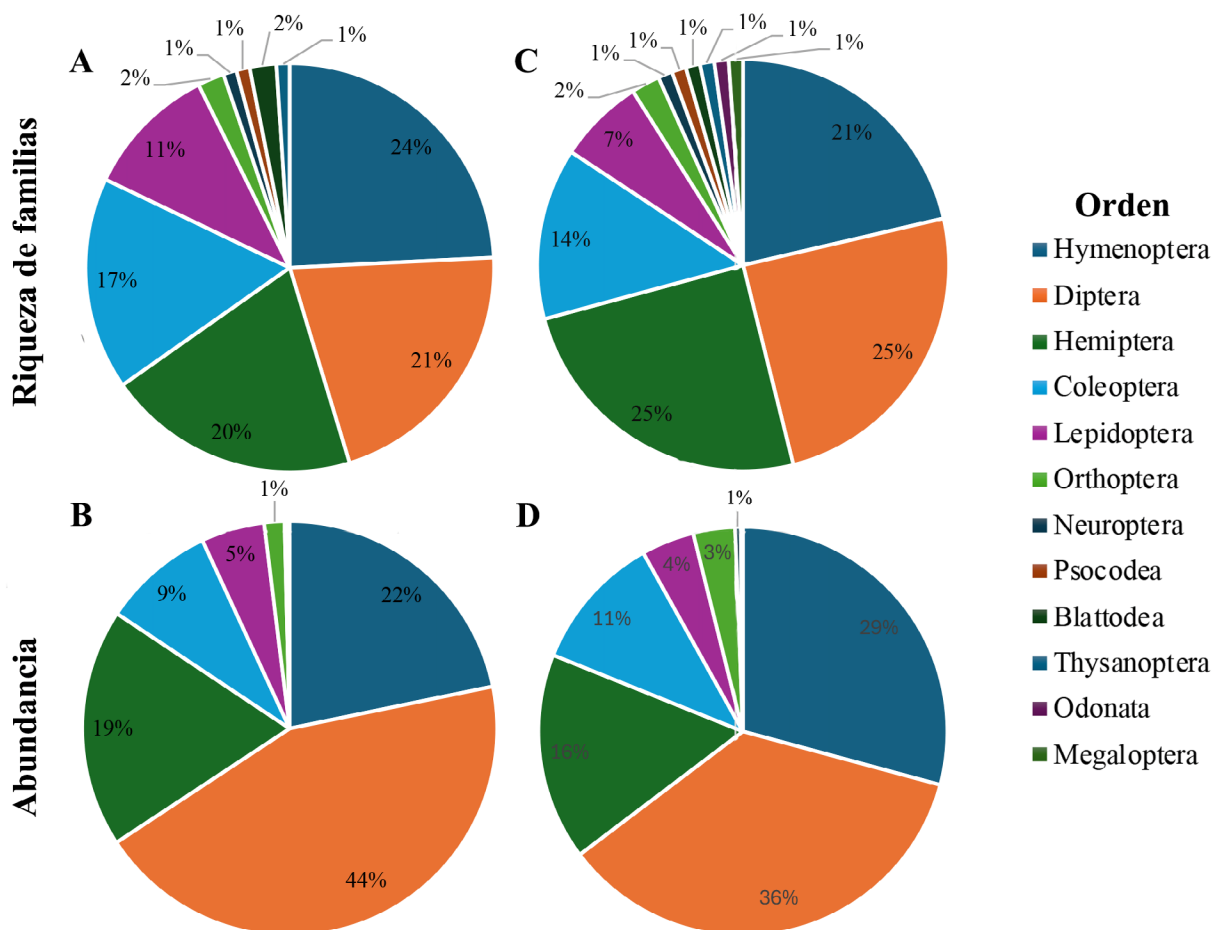 A
1%
2%
1%
1%
2%
24%
11%
17%
21%
20%
C
1%
1%
1%
1%
1%
1%
2%
21%
7%
14%
25%
25%
Riqueza de familias
B
1%
5%
22%
9%
19%
44%
D
1%
3%
4%
29%
11%
16%
36%
Abundancia
Orden
Hymenoptera
Diptera
Hemiptera
Coleoptera
Lepidoptera
Orthoptera
Neuroptera
Psocodea
Blattodea
Thysanoptera
Odonata
Megaloptera